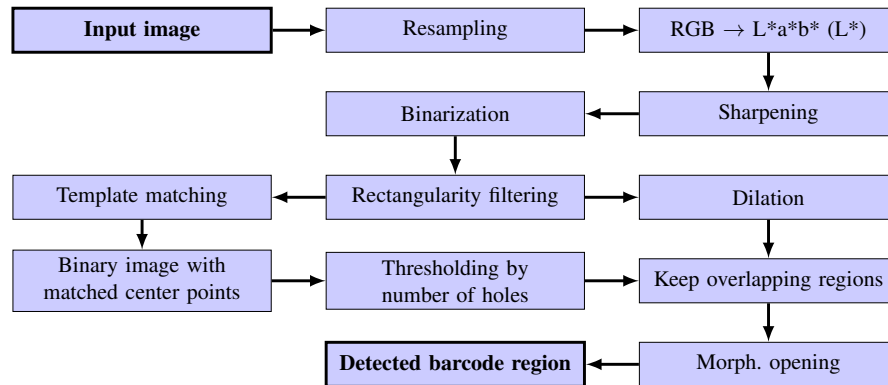 Input image
Resampling
RGB → L*a*b* (L*)
Binarization
Sharpening
Template matching
Rectangularity filtering
Dilation
Binary image with
matched center points
Thresholding by
number of holes
Keep overlapping regions
Detected barcode region
Morph. opening